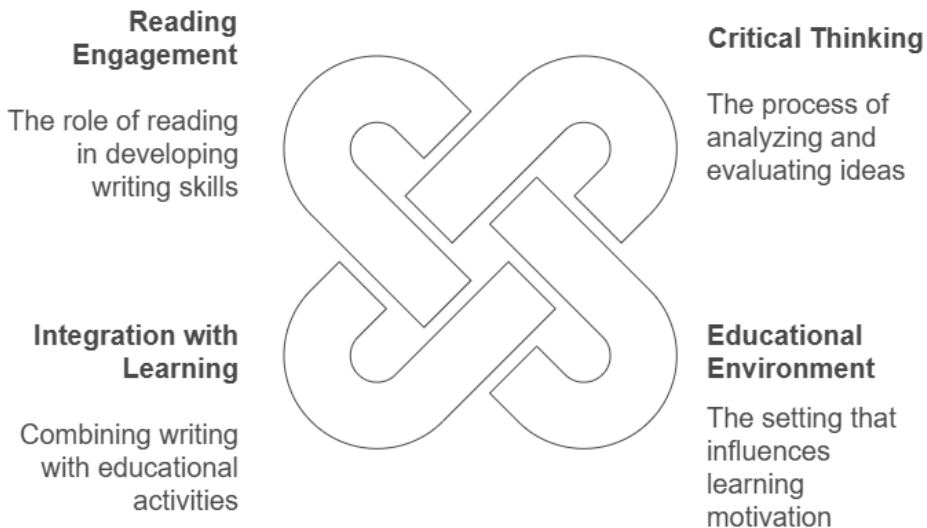 Reading
Engagement
The role of reading
in developing
writing skills
Critical Thinking
The process of
analyzing and
evaluating ideas
Integration with
Learning
Combining writing
with educational
activities
Educational
Environment
The setting that
influences
learning
motivation